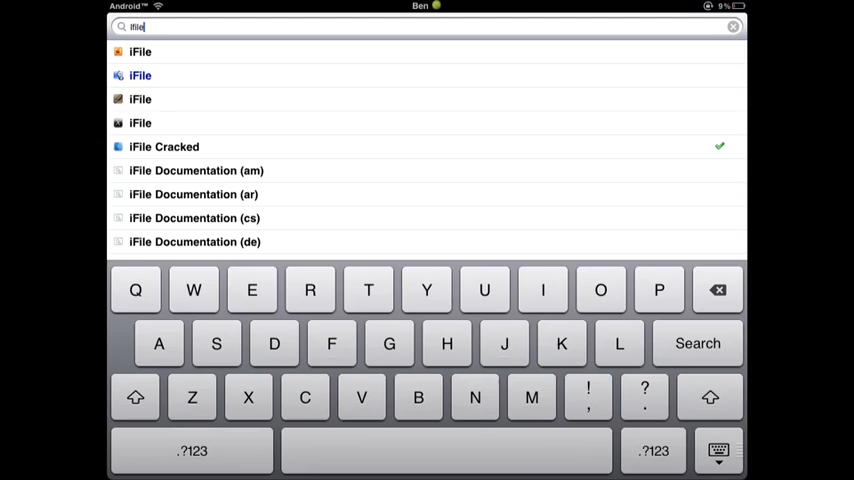 Android™ Ben 9%
Ifile
iFile
iFile
iFile
iFile
iFile Cracked
iFile Documentation (am)
iFile Documentation (ar)
iFile Documentation (cs)
iFile Documentation (de)
Q W E R T Y U I O P
A S D F G H J K L Search
Z X C V B N M ! , ? .
.?123 .?123